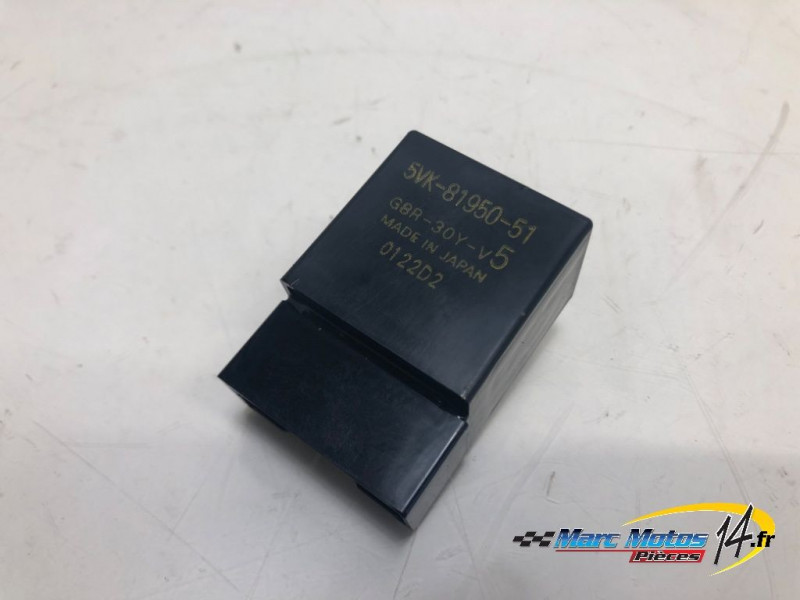 5VK-81950-51
G8R-30Y-V5
MADE IN JAPAN
0122D2
Marc Motos 14.fr
Pièces